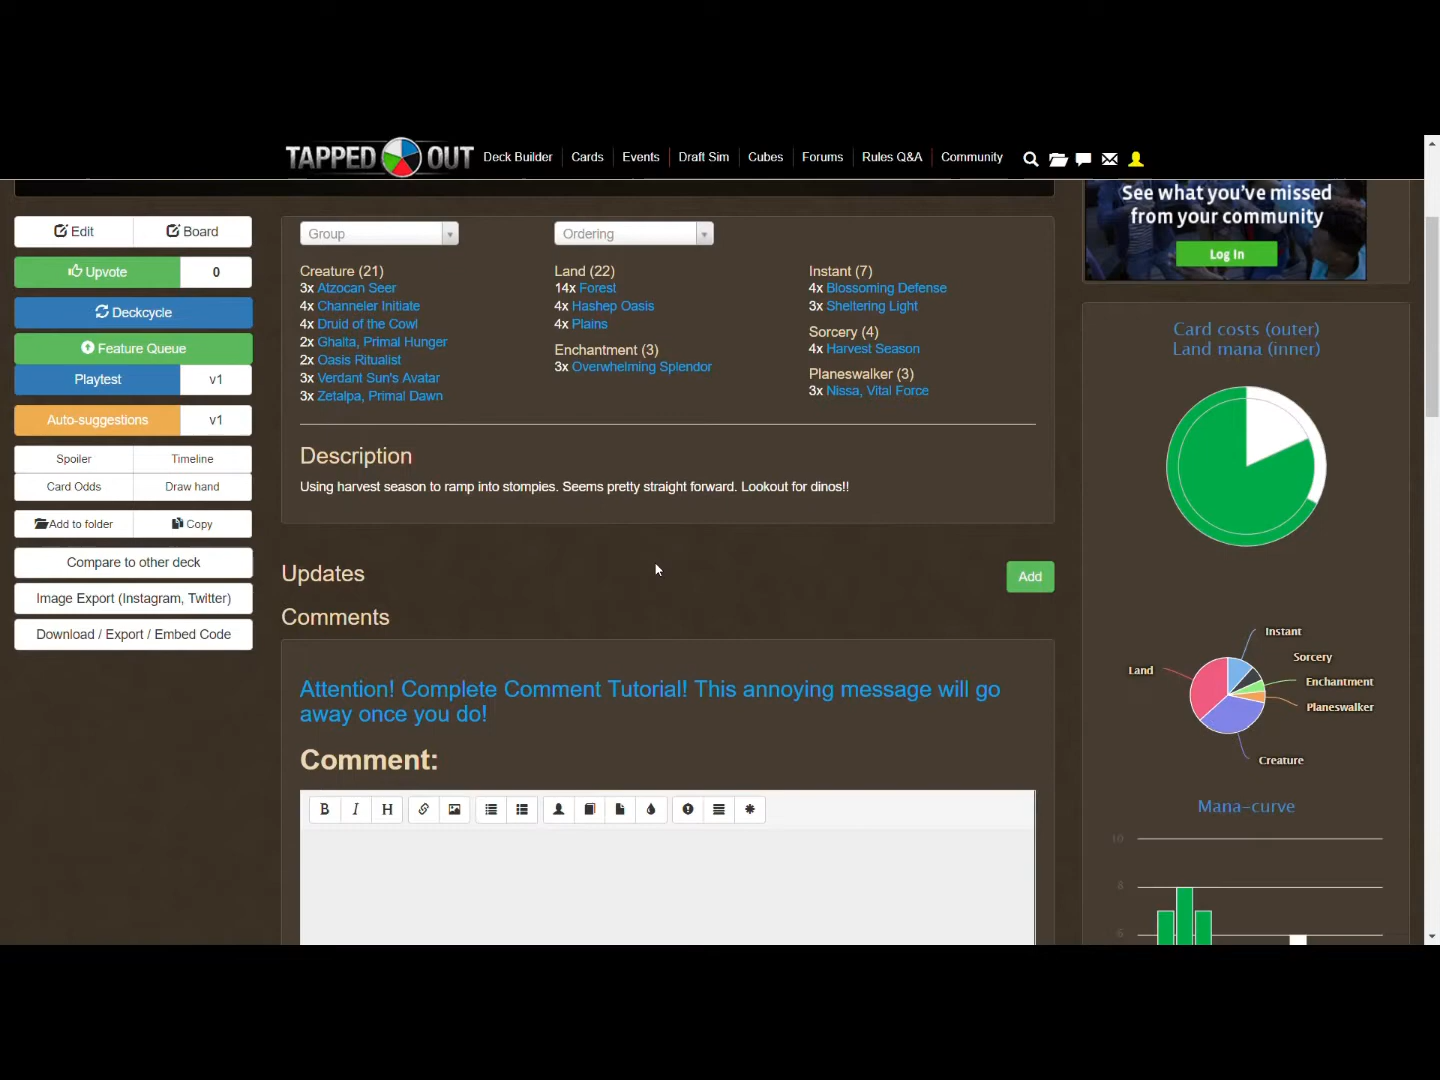 TAPPED OUT
Deck Builder
Cards
Events
Draft Sim
Cubes
Forums
Rules Q&A
Community
See what you've missed
from your community
Log In
Edit
Board
Upvote
0
Deckcycle
Feature Queue
Playtest
v1
Auto-suggestions
v1
Spoiler
Timeline
Card Odds
Draw hand
Add to folder
Copy
Compare to other deck
Image Export (Instagram, Twitter)
Download / Export / Embed Code
Group
Ordering
Creature (21)
3x Atzocan Seer
4x Channeler Initiate
4x Druid of the Cowl
2x Ghalta, Primal Hunger
2x Oasis Ritualist
3x Verdant Sun's Avatar
3x Zetalpa, Primal Dawn
Land (22)
14x Forest
4x Hashep Oasis
4x Plains
Enchantment (3)
3x Overwhelming Splendor
Instant (7)
4x Blossoming Defense
3x Sheltering Light
Sorcery (4)
4x Harvest Season
Planeswalker (3)
3x Nissa, Vital Force
Description
Using harvest season to ramp into stompies. Seems pretty straight forward. Lookout for dinos!!
Updates
Add
Comments
Attention! Complete Comment Tutorial! This annoying message will go
away once you do!
Comment:
B
I
H
Card costs (outer)
Land mana (inner)
Instant
Sorcery
Land
Enchantment
Planeswalker
Creature
Mana-curve
10
8
6